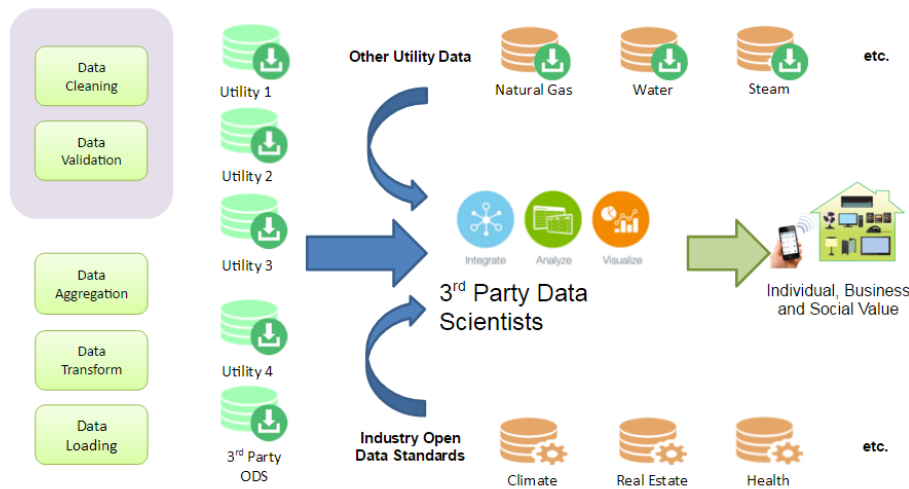 Data
Cleaning
Data
Validation
Data
Aggregation
Data
Transform
Data
Loading
Utility 1
Utility 2
Utility 3
Utility 4
3rd Party
ODS
Other Utility Data
Natural Gas
Water
Steam
etc.
Integrate
Analyze
Visualize
3rd Party Data
Scientists
Individual, Business
and Social Value
Industry Open
Data Standards
Climate
Real Estate
Health
etc.